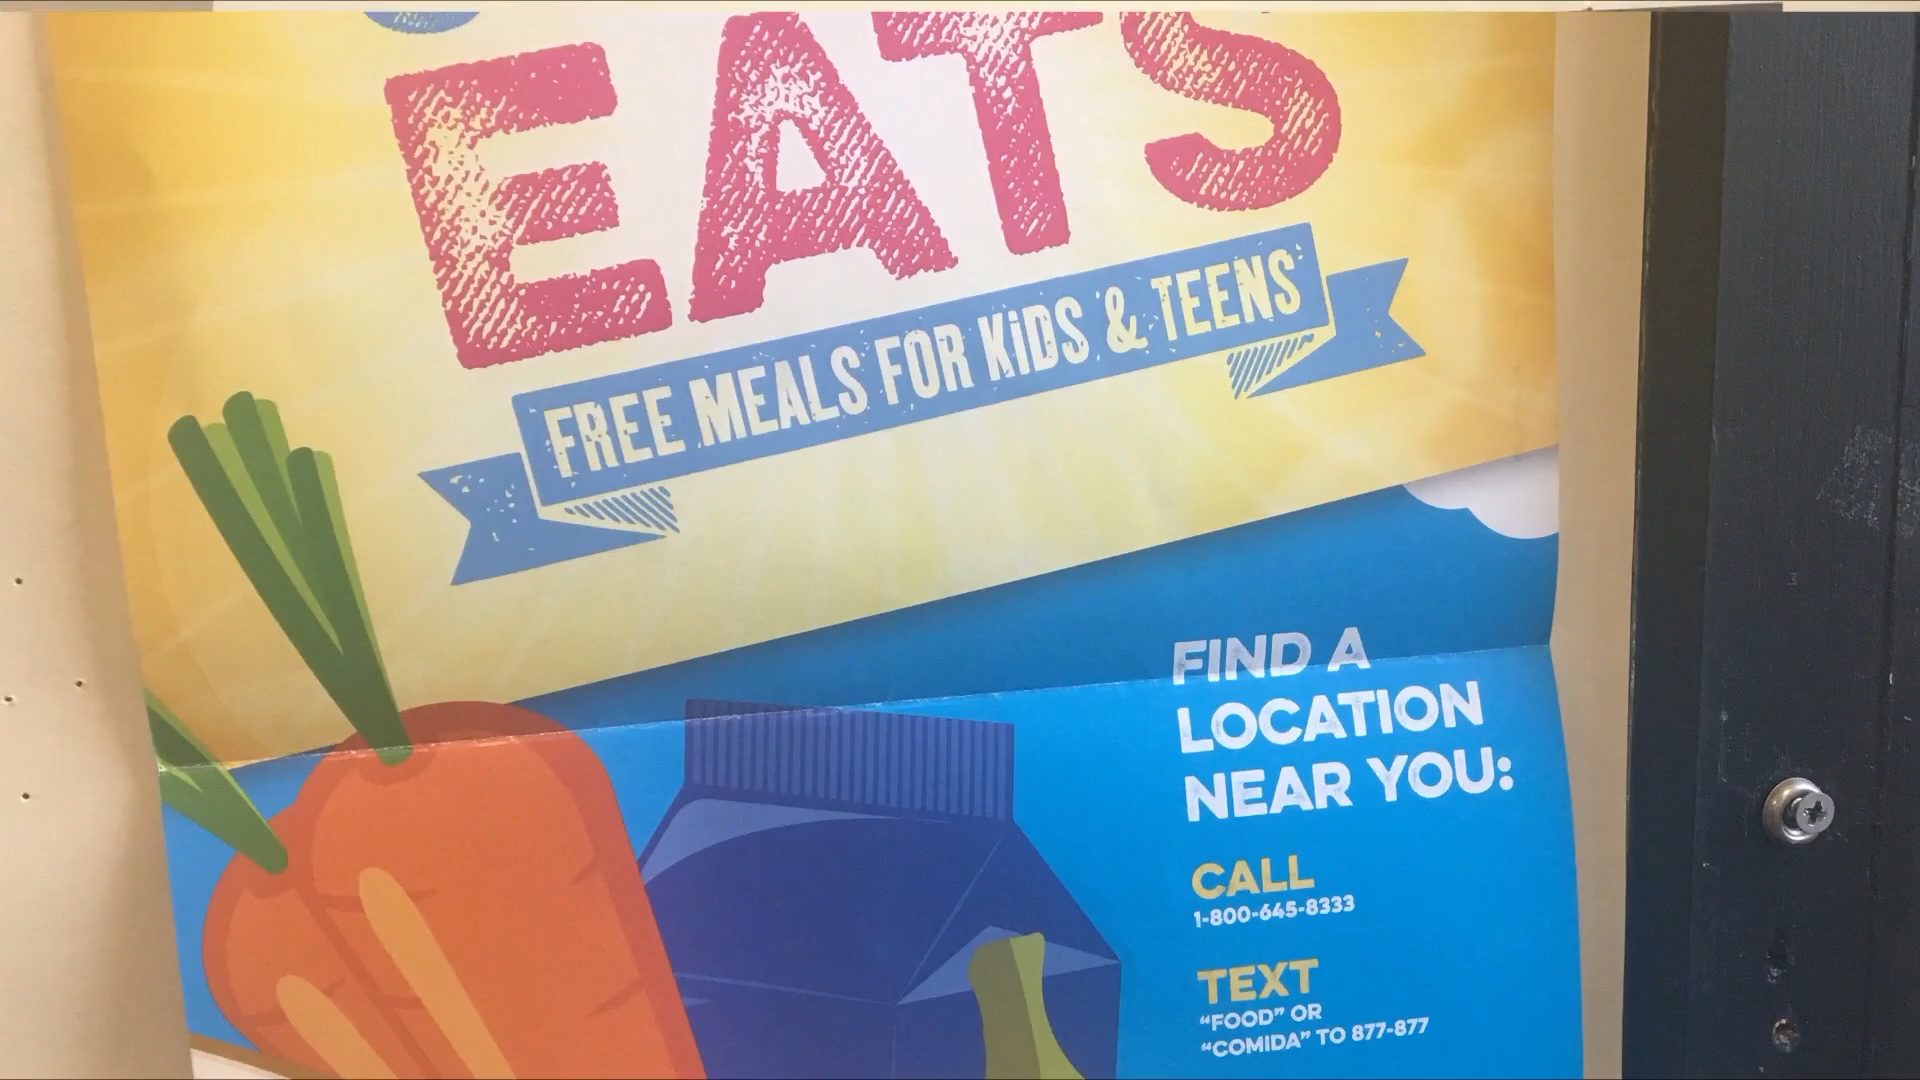 EATS
FREE MEALS FOR KiDS & TEENS
FIND A
LOCATION
NEAR YOU:
CALL
1-800-645-8333
TEXT
“FOOD” OR
“COMIDA” TO 877-877